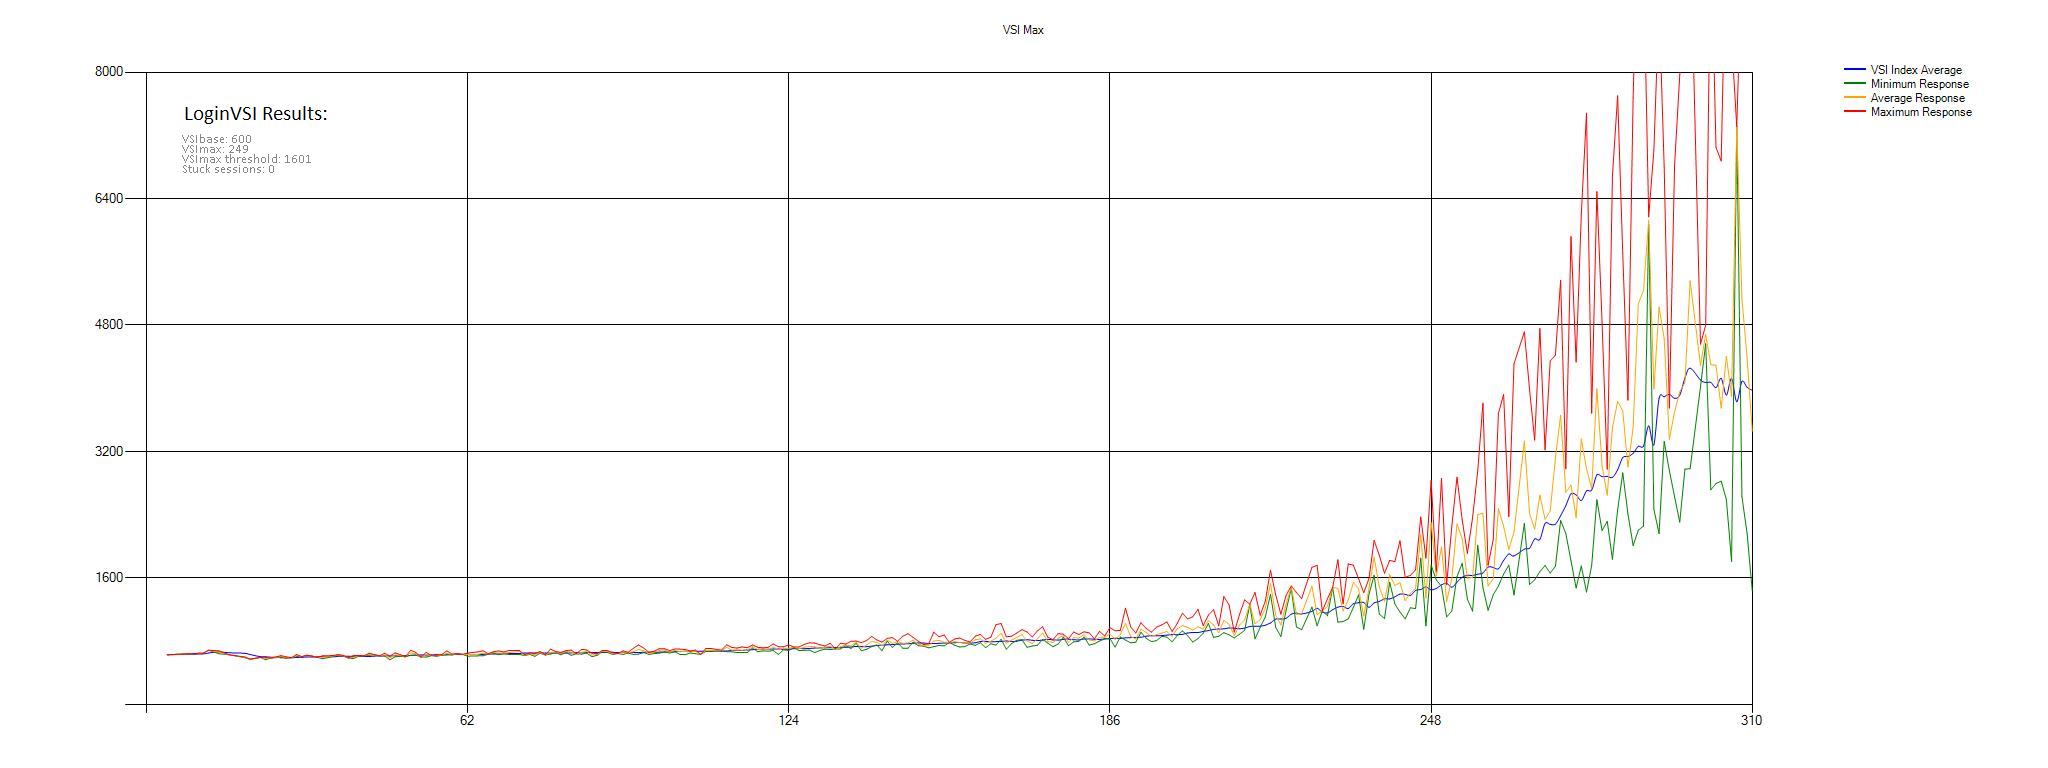 VSI Max
8000
6400
4800
3200
1600
62
124
186
248
310
LoginVSI Results:
VSIbase: 600
VSImax: 249
VSImax threshold: 1601
Stuck sessions: 0
VSI Index Average
Minimum Response
Average Response
Maximum Response